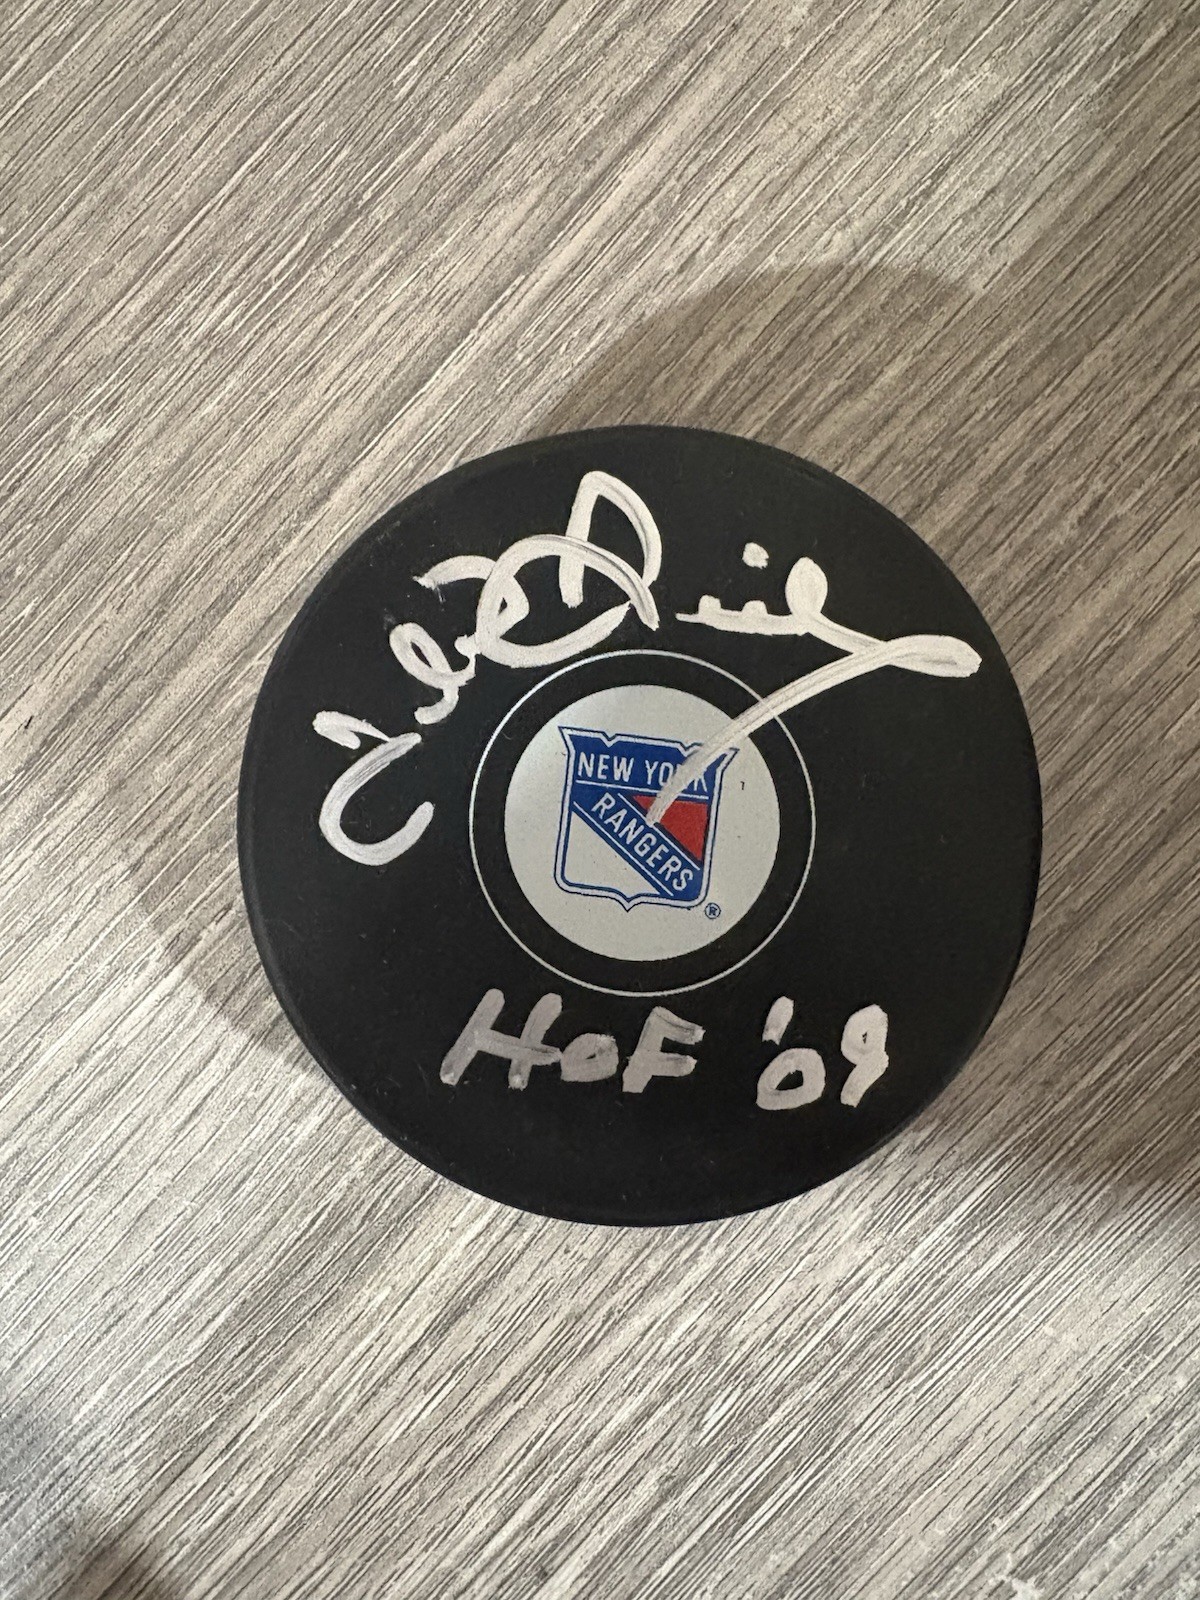 NEW YORK
RANGERS
®
HOF '09